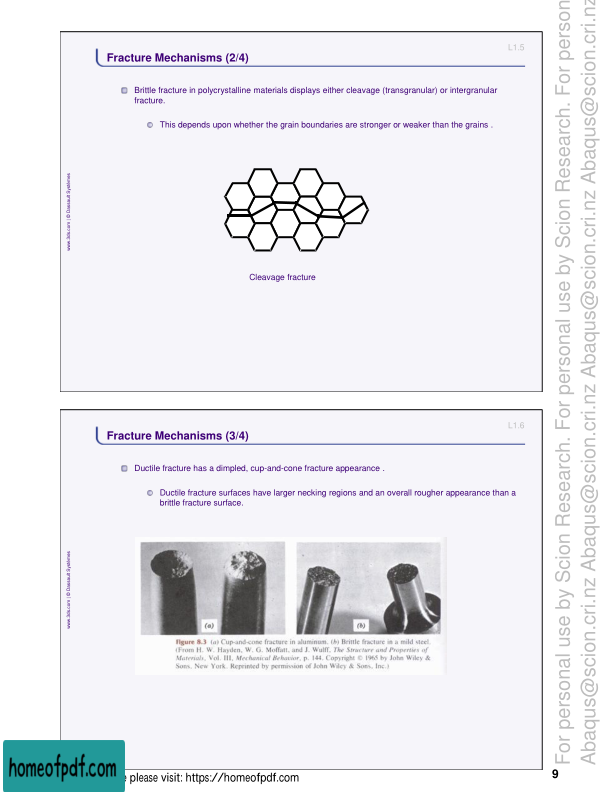 L1.5
Fracture Mechanisms (2/4)
Brittle fracture in polycrystalline materials displays either cleavage (transgranular) or intergranular
fracture.
This depends upon whether the grain boundaries are stronger or weaker than the grains .
Cleavage fracture
www.3ds.com | © Dassault Systèmes
L1.6
Fracture Mechanisms (3/4)
Ductile fracture has a dimpled, cup-and-cone fracture appearance .
Ductile fracture surfaces have larger necking regions and an overall rougher appearance than a
brittle fracture surface.
(a)
(b)
Figure 8.3 (a) Cup-and-cone fracture in aluminum. (b) Brittle fracture in a mild steel.
(From H. W. Hayden, W. G. Moffatt, and J. Wulff, The Structure and Properties of
Materials, Vol. III, Mechanical Behavior, p. 144. Copyright © 1965 by John Wiley &
Sons, New York. Reprinted by permission of John Wiley & Sons, Inc.)
www.3ds.com | © Dassault Systèmes
For personal use by Scion Research. For personal use by Scion Research. For person
Abaqus@scion.cri.nz Abaqus@scion.cri.nz Abaqus@scion.cri.nz Abaqus@scion.cri.nz
9
homeofpdf.com
please visit: https://homeofpdf.com